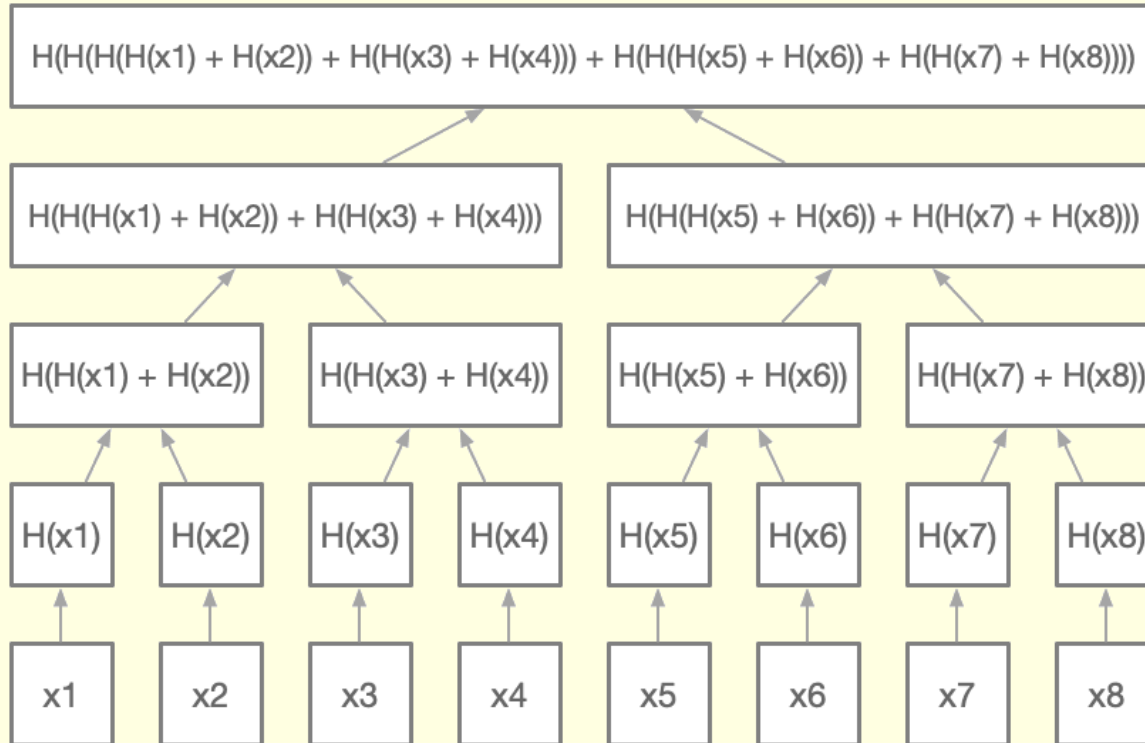 H(H(H(H(x1) + H(x2)) + H(H(x3) + H(x4))) + H(H(H(x5) + H(x6)) + H(H(x7) + H(x8))))
H(H(H(x1) + H(x2)) + H(H(x3) + H(x4)))
H(H(H(x5) + H(x6)) + H(H(x7) + H(x8)))
H(H(x1) + H(x2))
H(H(x3) + H(x4))
H(H(x5) + H(x6))
H(H(x7) + H(x8))
H(x1)
H(x2)
H(x3)
H(x4)
H(x5)
H(x6)
H(x7)
H(x8)
x1
x2
x3
x4
x5
x6
x7
x8